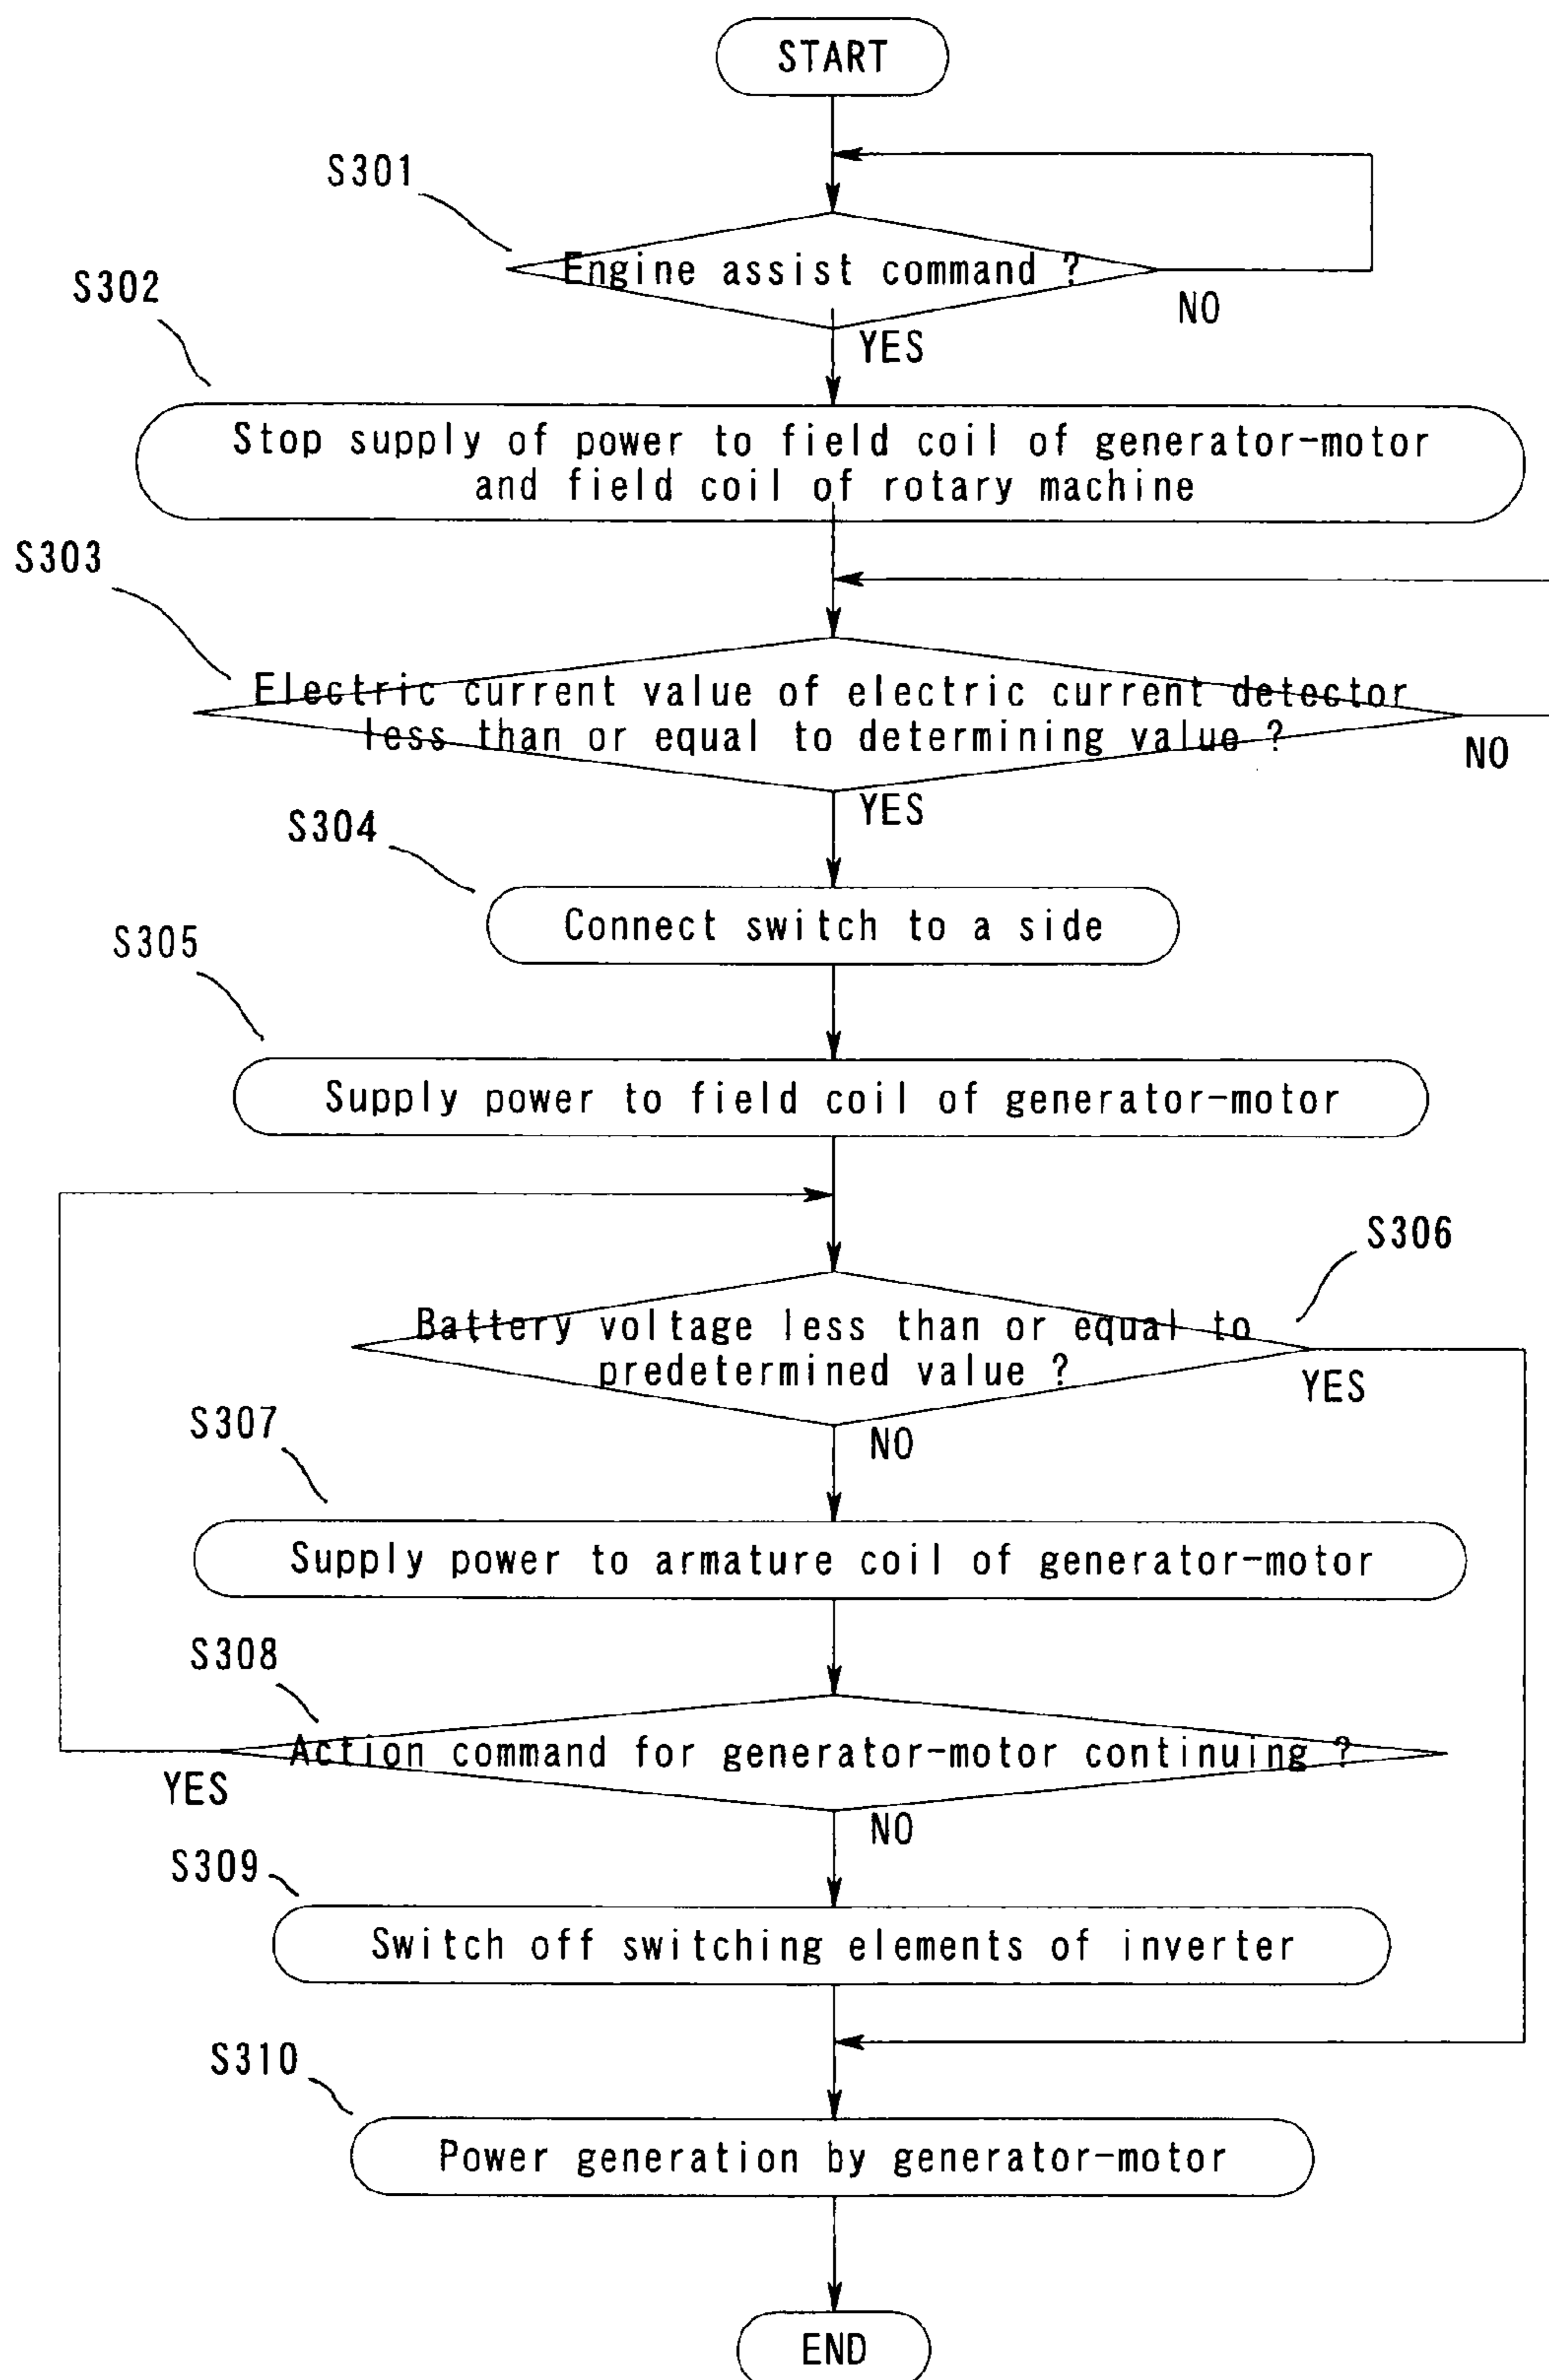 START
S301
Engine assist command ?
NO
S302
YES
Stop supply of power to field coil of generator-motor
and field coil of rotary machine
S303
Electric current value of electric current detector
less than or equal to determining value ?
NO
YES
S304
Connect switch to a side
S305
Supply power to field coil of generator-motor
S306
Battery voltage less than or equal to
predetermined value ?
YES
NO
S307
Supply power to armature coil of generator-motor
S308
Action command for generator-motor continuing ?
YES
NO
S309
Switch off switching elements of inverter
S310
Power generation by generator-motor
END